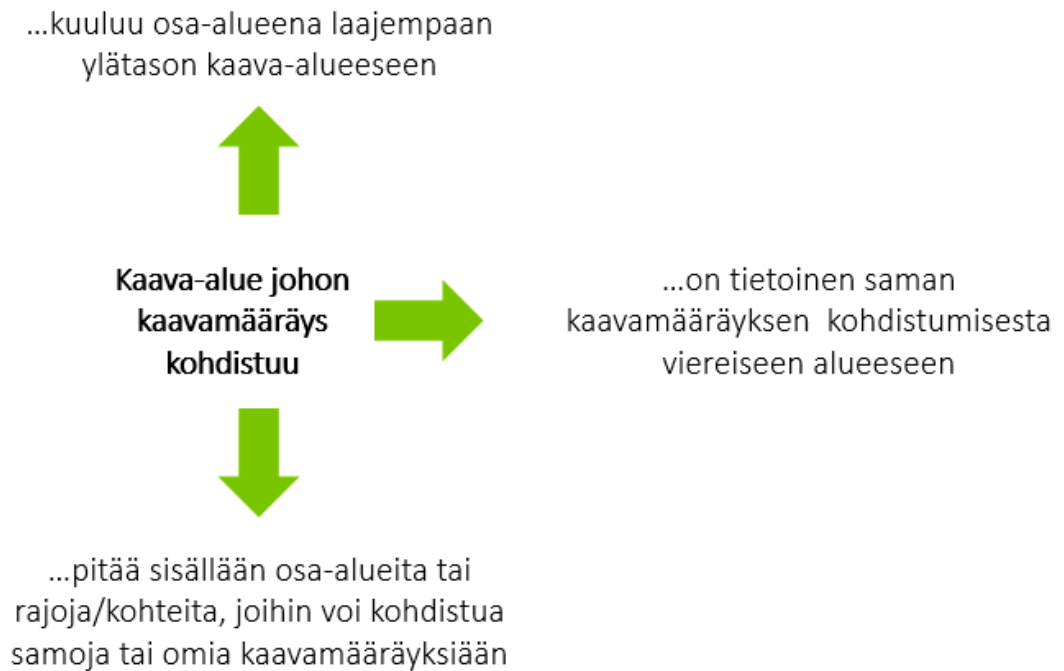 ...kuuluu osa-alueena laajempaan
ylätason kaava-alueeseen
Kaava-alue johon
kaavamääräys
kohdistuu
...on tietoinen saman
kaavamääräyksen kohdistumisesta
viereiseen alueeseen
...pitää sisällään osa-alueita tai
rajoja/kohteita, joihin voi kohdistua
samoja tai omia kaavamääräyksiään